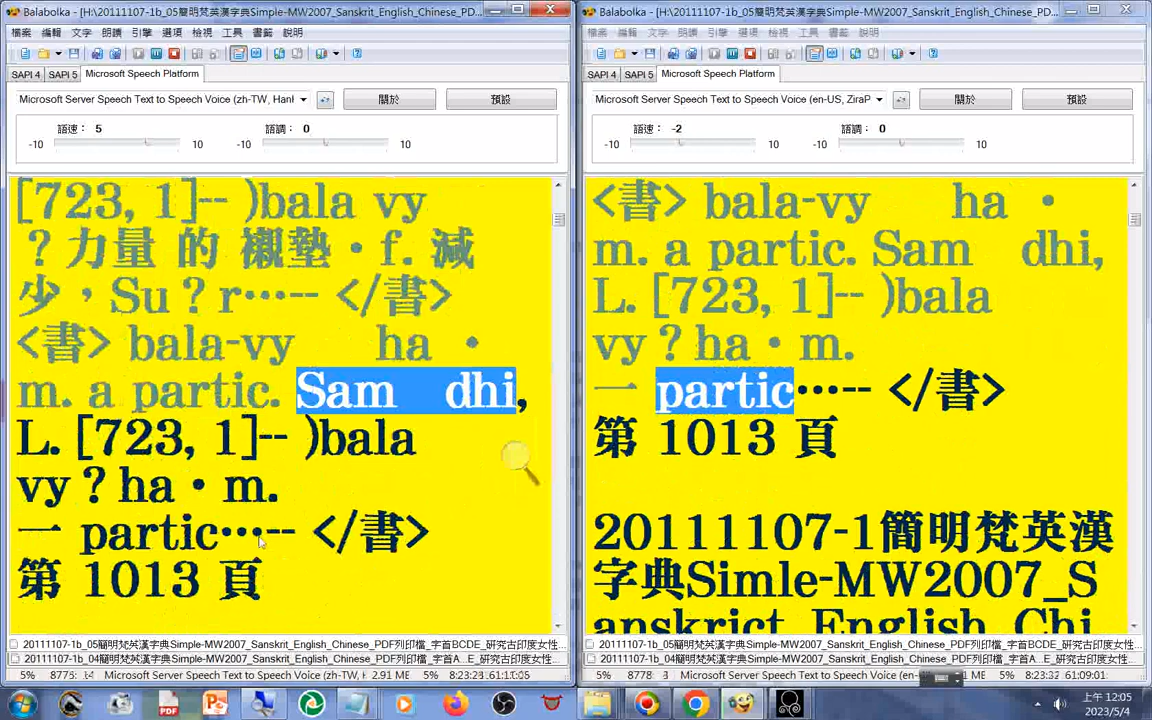 Balabolka - [H:\20111107-1b_05簡明梵英漢字典Simple-MW2007_Sanskrit_English_Chinese_PD...
檔案 編輯 文字 朗讀 引擎 選項 檢視 工具 書籤 說明
SAPI 4 SAPI 5 Microsoft Speech Platform
Microsoft Server Speech Text to Speech Voice (zh-TW, Hanl
關於 預設
語速： 5 語調： 0
-10 10 -10 10
[723, 1]-- )bala vy
？力量 的 襯墊・f. 減
少，Su？r…-- </書>
<書> bala-vy ha ・
m. a partic. Sam dhi,
L. [723, 1]-- )bala
vy？ha・m.
一 partic…-- </書>
第 1013 頁
20111107-1b_05簡明梵英漢字典Simple-MW2007_Sanskrit_English_Chinese_PDF列印檔_字首BCDE_研究古印度女性...
20111107-1b_04簡明梵英漢字典Simple-MW2007_Sanskrit_English_Chinese_PDF列印檔_字首A...E_研究古印度女性...
5% Microsoft Server Speech Text to Speech Voice (zh-TW, H 2.91 MB 5%
Balabolka - [H:\20111107-1b_05簡明梵英漢字典Simple-MW2007_Sanskrit_English_Chinese_PD...
檔案 編輯 文字 朗讀 引擎 選項 檢視 工具 書籤 說明
SAPI 4 SAPI 5 Microsoft Speech Platform
Microsoft Server Speech Text to Speech Voice (en-US, ZiraP
關於 預設
語速： -2 語調： 0
-10 10 -10 10
<書> bala-vy ha ・
m. a partic. Sam dhi,
L. [723, 1]-- )bala
vy？ha・m.
一 partic…-- </書>
第 1013 頁
20111107-1簡明梵英漢
字典Simle-MW2007_S
anskrict_English_Chi
20111107-1b_05簡明梵英漢字典Simple-MW2007_Sanskrit_English_Chinese_PDF列印檔_字首BCDE_研究古印度女性...
20111107-1b_04簡明梵英漢字典Simple-MW2007_Sanskrit_English_Chinese_PDF列印檔_字首A...E_研究古印度女性...
5% Microsoft Server Speech Text to Speech Voice 5%
上午 12:05
2023/5/4